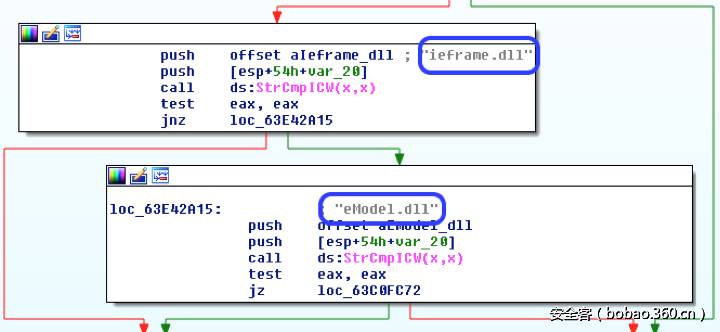 push offset aIeframe_dll ; "ieframe.dll"
push [esp+54h+var_20]
call ds:StrCmpICW(x,x)
test eax, eax
jnz loc_63E42A15
loc_63E42A15: ; "eModel.dll"
push offset aEmodel_dll
push [esp+54h+var_20]
call ds:StrCmpICW(x,x)
test eax, eax
jz loc_63C0FC72
安全客（bobao.360.cn）